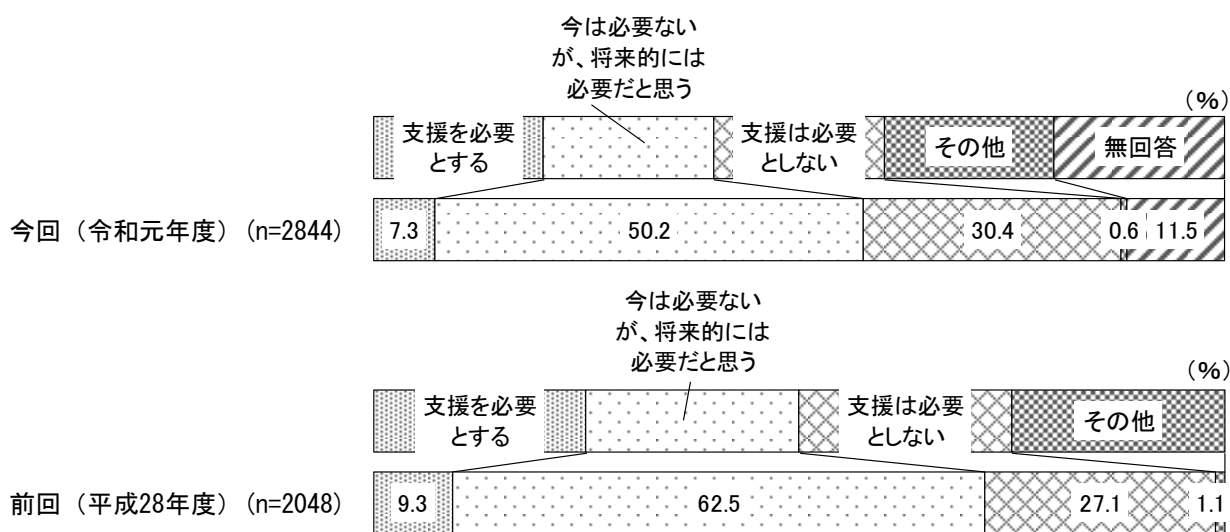 今は必要ない
が、将来的には
必要だと思う
（％）
支援を必要
とする
支援は必要
としない
その他
無回答
今回（令和元年度）(n=2844)
7.3
50.2
30.4
0.6
11.5
今は必要ない
が、将来的には
必要だと思う
（％）
支援を必要
とする
支援は必要
としない
その他
前回（平成28年度）(n=2048)
9.3
62.5
27.1
1.1